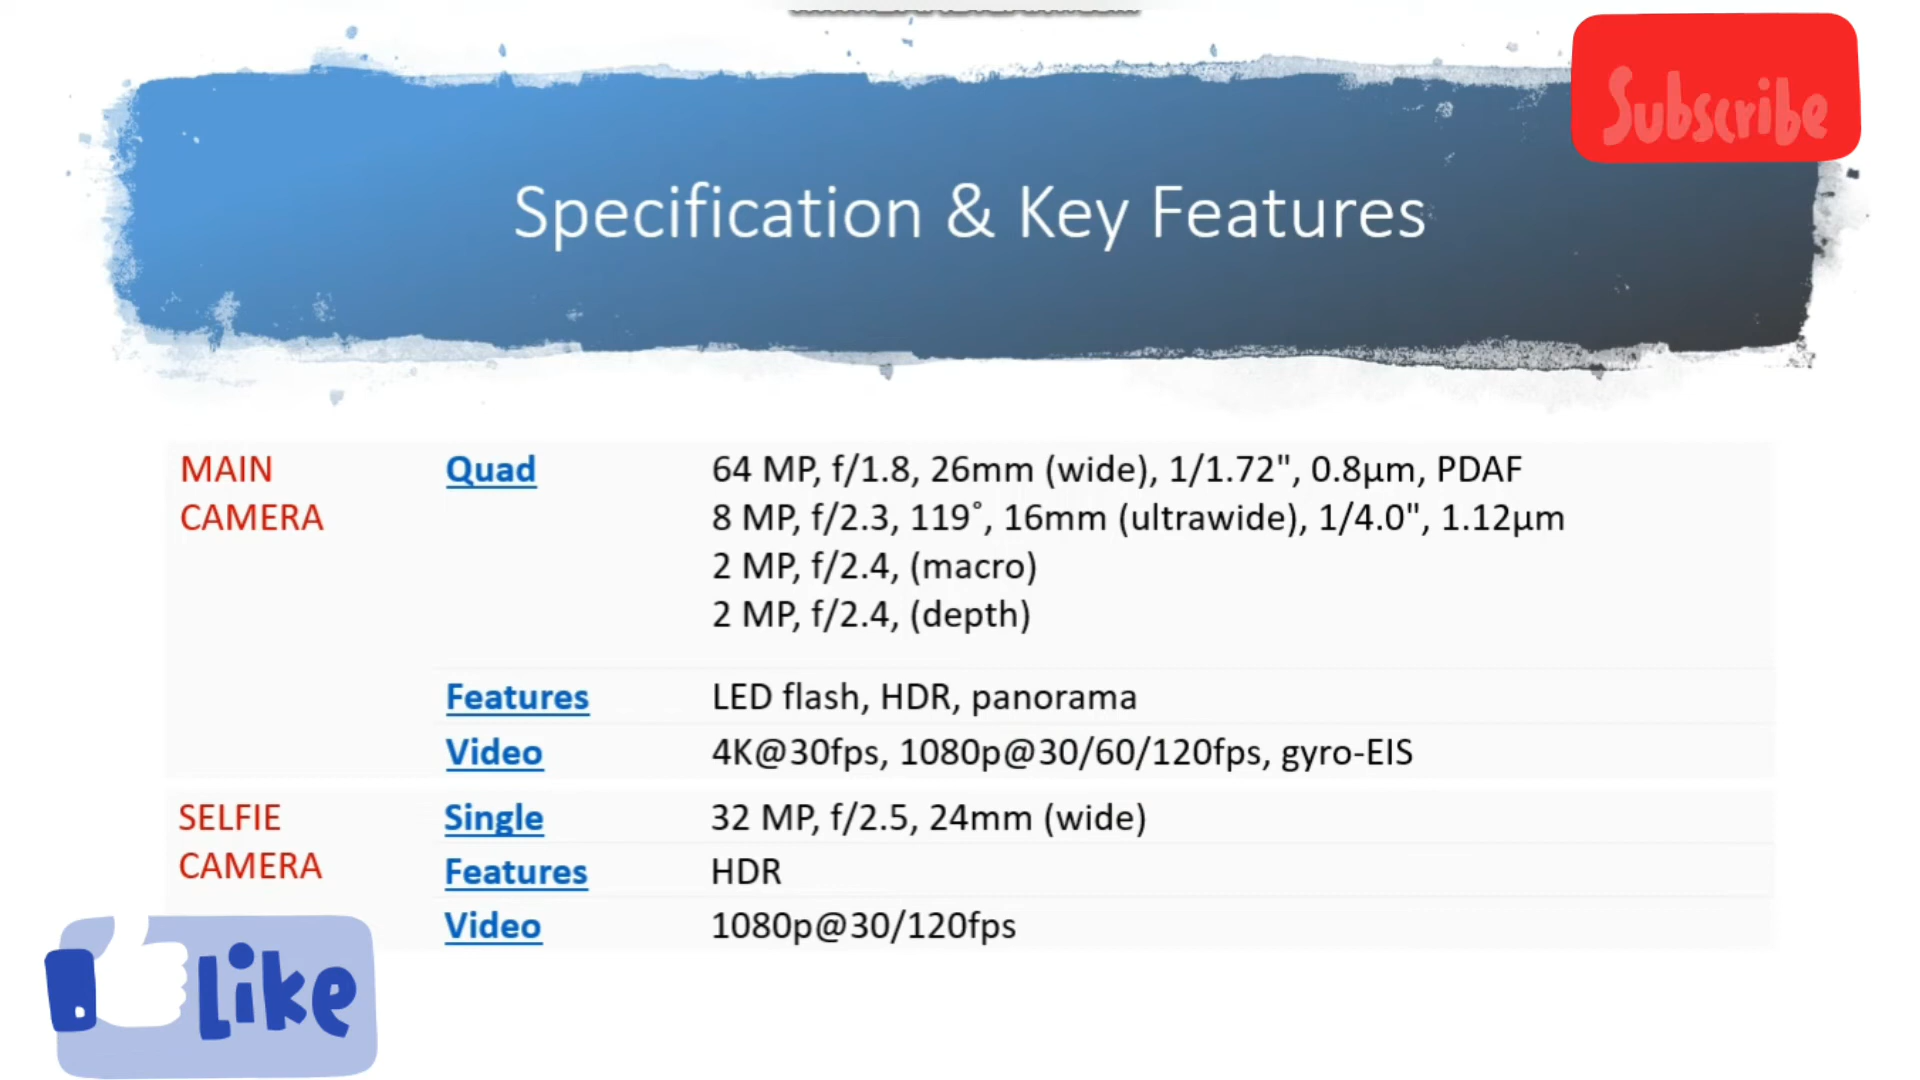 Subscribe
Specification & Key Features
MAIN CAMERA
Quad
64 MP, f/1.8, 26mm (wide), 1/1.72", 0.8µm, PDAF
8 MP, f/2.3, 119˚, 16mm (ultrawide), 1/4.0", 1.12µm
2 MP, f/2.4, (macro)
2 MP, f/2.4, (depth)
Features
LED flash, HDR, panorama
Video
4K@30fps, 1080p@30/60/120fps, gyro-EIS
SELFIE CAMERA
Single
32 MP, f/2.5, 24mm (wide)
Features
HDR
Video
1080p@30/120fps
Like